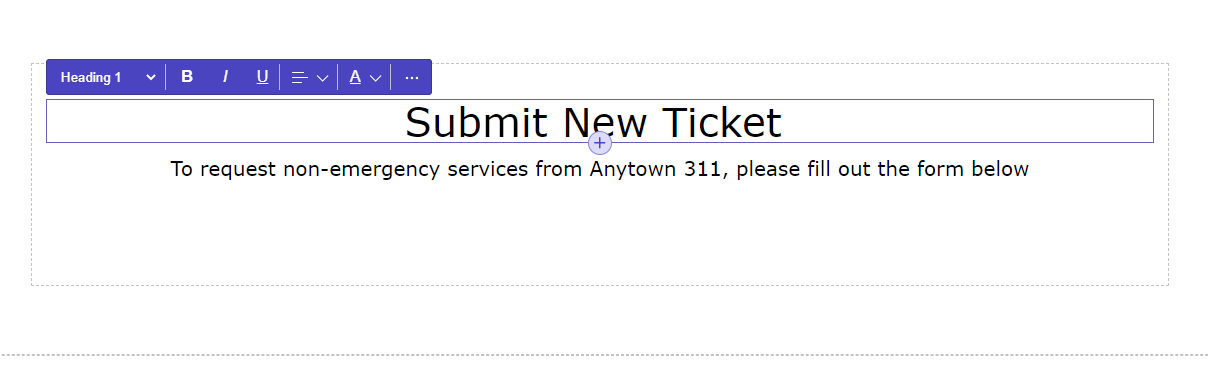 Heading 1 B I U A ...
Submit New Ticket
To request non-emergency services from Anytown 311, please fill out the form below